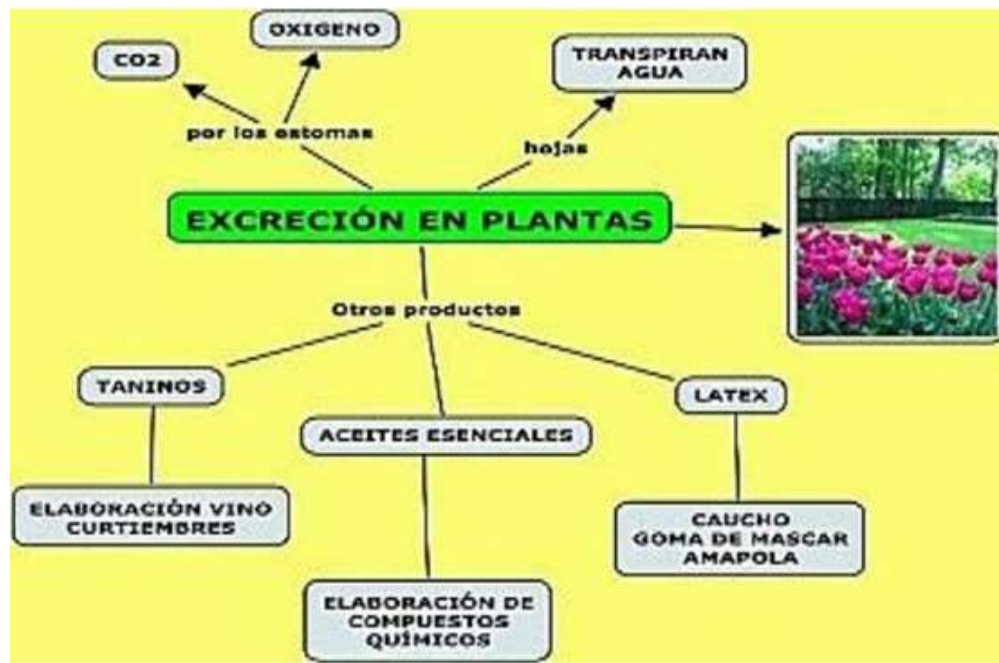 OXIGENO
CO2
TRANSPIRAN
AGUA
por los estomas
hojas
EXCRECIÓN EN PLANTAS
Otros productos
TANINOS
LATEX
ACEITES ESENCIALES
ELABORACIÓN VINO
CURTIEMBRES
CAUCHO
GOMA DE MASCAR
AMAPOLA
ELABORACIÓN DE
COMPUESTOS
QUÍMICOS